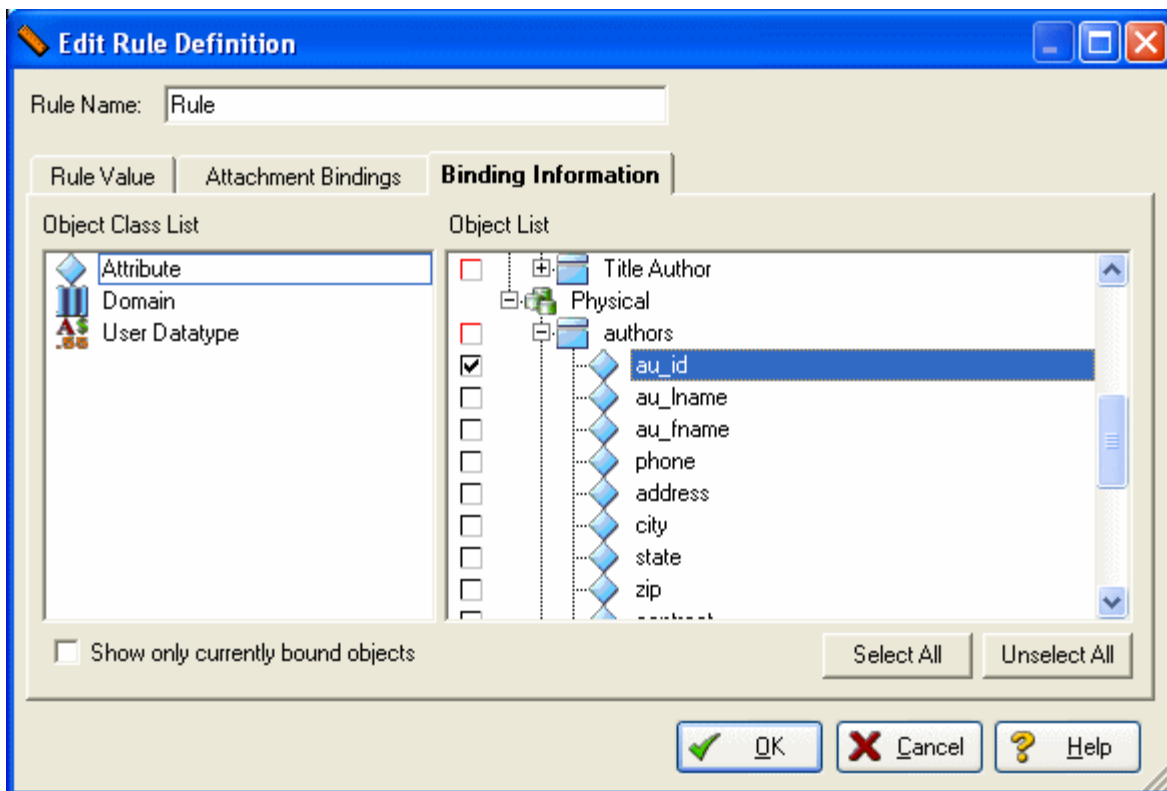 Edit Rule Definition
Rule Name: Rule
Rule Value Attachment Bindings Binding Information
Object Class List Object List
Attribute
Domain
User Datatype
Title Author
Physical
authors
au_id
au_lname
au_fname
phone
address
city
state
zip
Show only currently bound objects
Select All Unselect All
OK Cancel Help